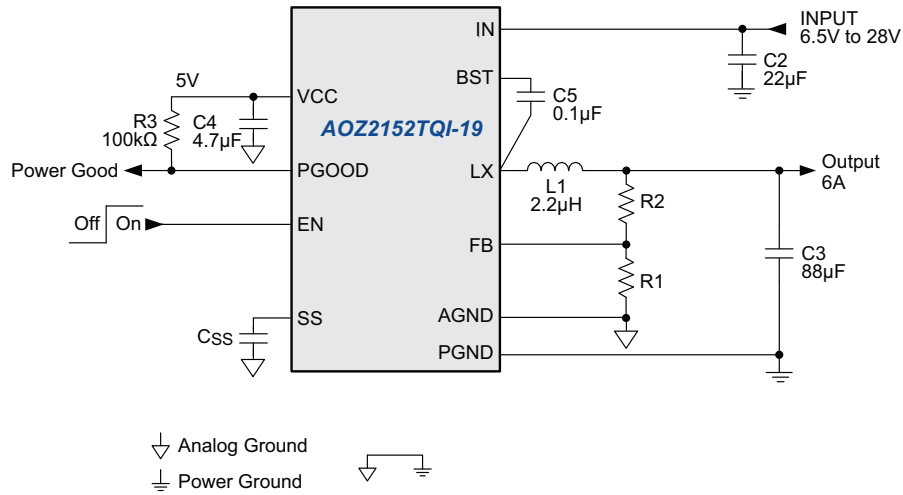 IN
INPUT
6.5V to 28V
C2
22µF
5V
BST
C5
0.1µF
VCC
R3
100kΩ
C4
4.7µF
AOZ2152TQI-19
Power Good
PGOOD
LX
L1
2.2µH
Output
6A
R2
Off
On
EN
FB
R1
C3
88µF
CSS
SS
AGND
PGND
Analog Ground
Power Ground